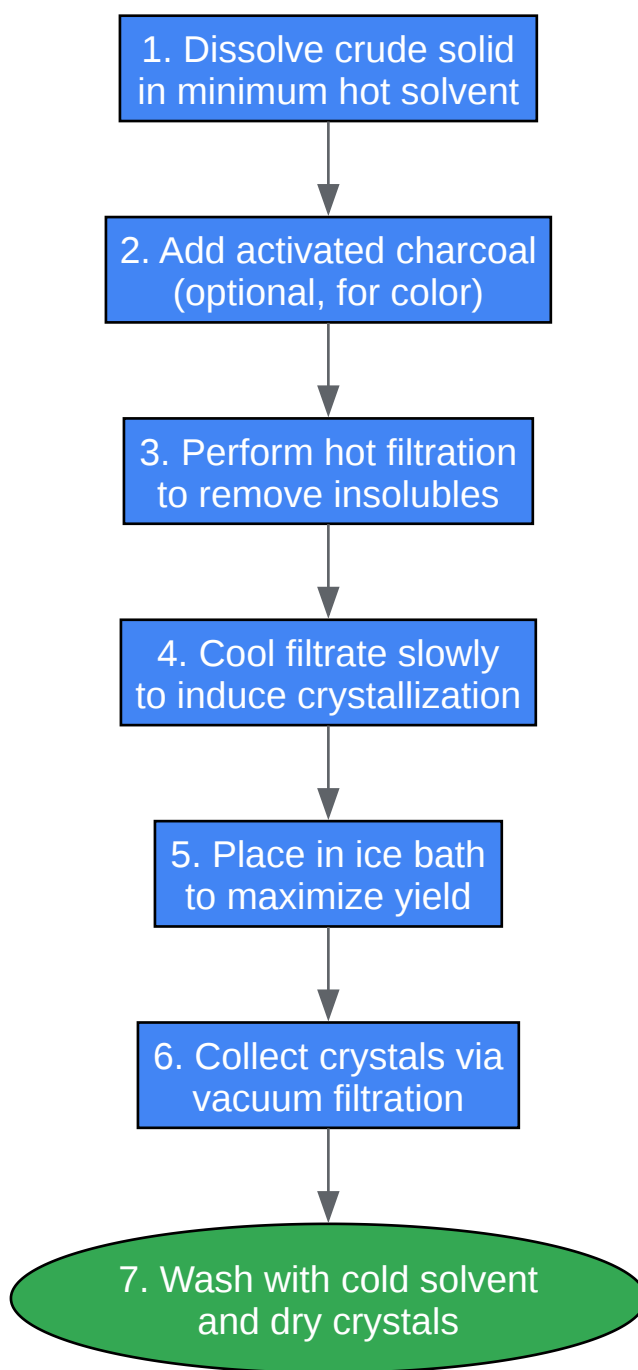 1. Dissolve crude solid
in minimum hot solvent
2. Add activated charcoal
(optional, for color)
3. Perform hot filtration
to remove insolubles
4. Cool filtrate slowly
to induce crystallization
5. Place in ice bath
to maximize yield
6. Collect crystals via
vacuum filtration
7. Wash with cold solvent
and dry crystals